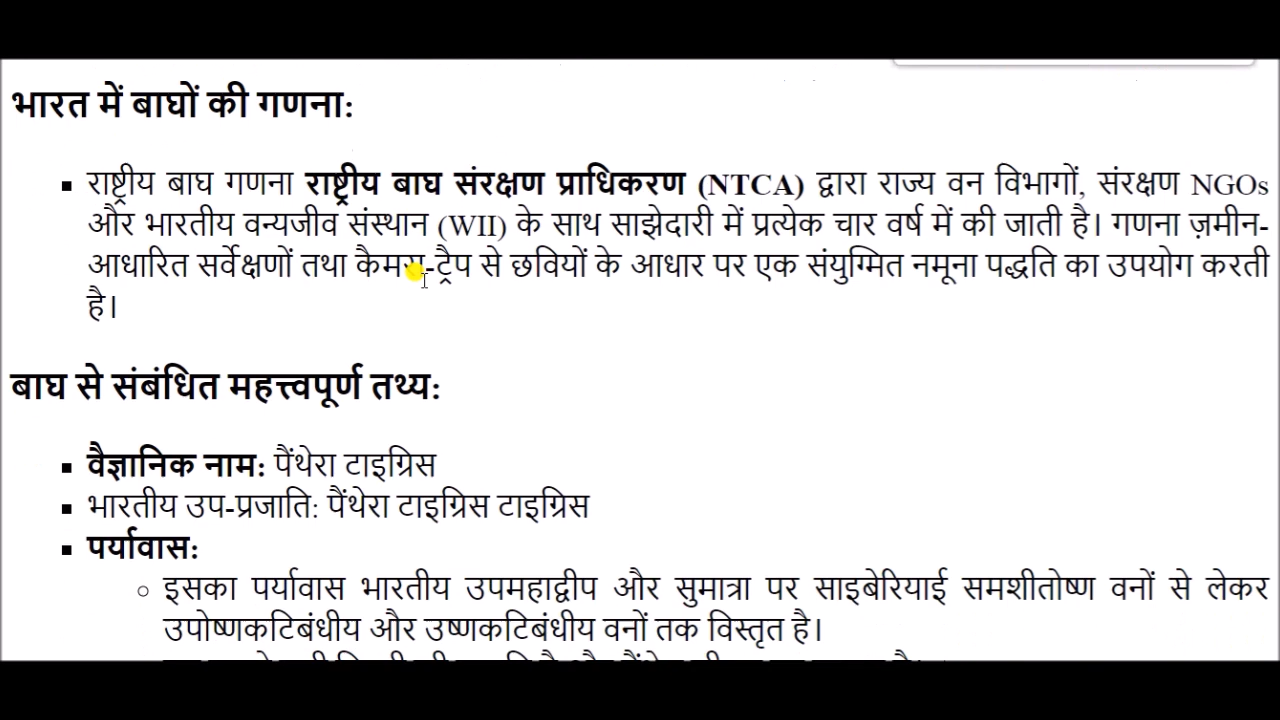 भारत में बाघों की गणना:
▪ राष्ट्रीय बाघ गणना राष्ट्रीय बाघ संरक्षण प्राधिकरण (NTCA) द्वारा राज्य वन विभागों, संरक्षण NGOs
और भारतीय वन्यजीव संस्थान (WII) के साथ साझेदारी में प्रत्येक चार वर्ष में की जाती है। गणना ज़मीन-
आधारित सर्वेक्षणों तथा कैमरा-ट्रैप से छवियों के आधार पर एक संयुग्मित नमूना पद्धति का उपयोग करती
है।
बाघ से संबंधित महत्त्वपूर्ण तथ्य:
▪ वैज्ञानिक नाम: पैंथेरा टाइग्रिस
▪ भारतीय उप-प्रजाति: पैंथेरा टाइग्रिस टाइग्रिस
▪ पर्यावास:
○ इसका पर्यावास भारतीय उपमहाद्वीप और सुमात्रा पर साइबेरियाई समशीतोष्ण वनों से लेकर
उपोष्णकटिबंधीय और उष्णकटिबंधीय वनों तक विस्तृत है।